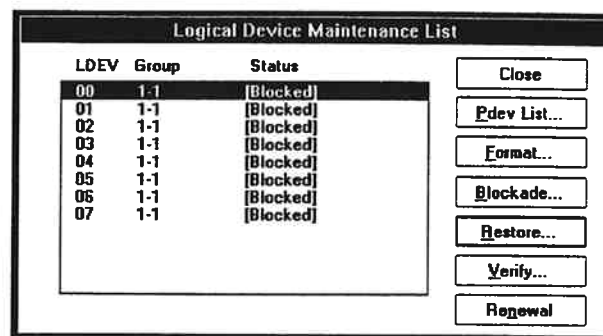 Logical Device Maintenance List
LDEV Group Status
00 1-1 [Blocked]
01 1-1 [Blocked]
02 1-1 [Blocked]
03 1-1 [Blocked]
04 1-1 [Blocked]
05 1-1 [Blocked]
06 1-1 [Blocked]
07 1-1 [Blocked]
Close
Pdev List...
Format...
Blockade...
Restore...
Verify...
Renewal